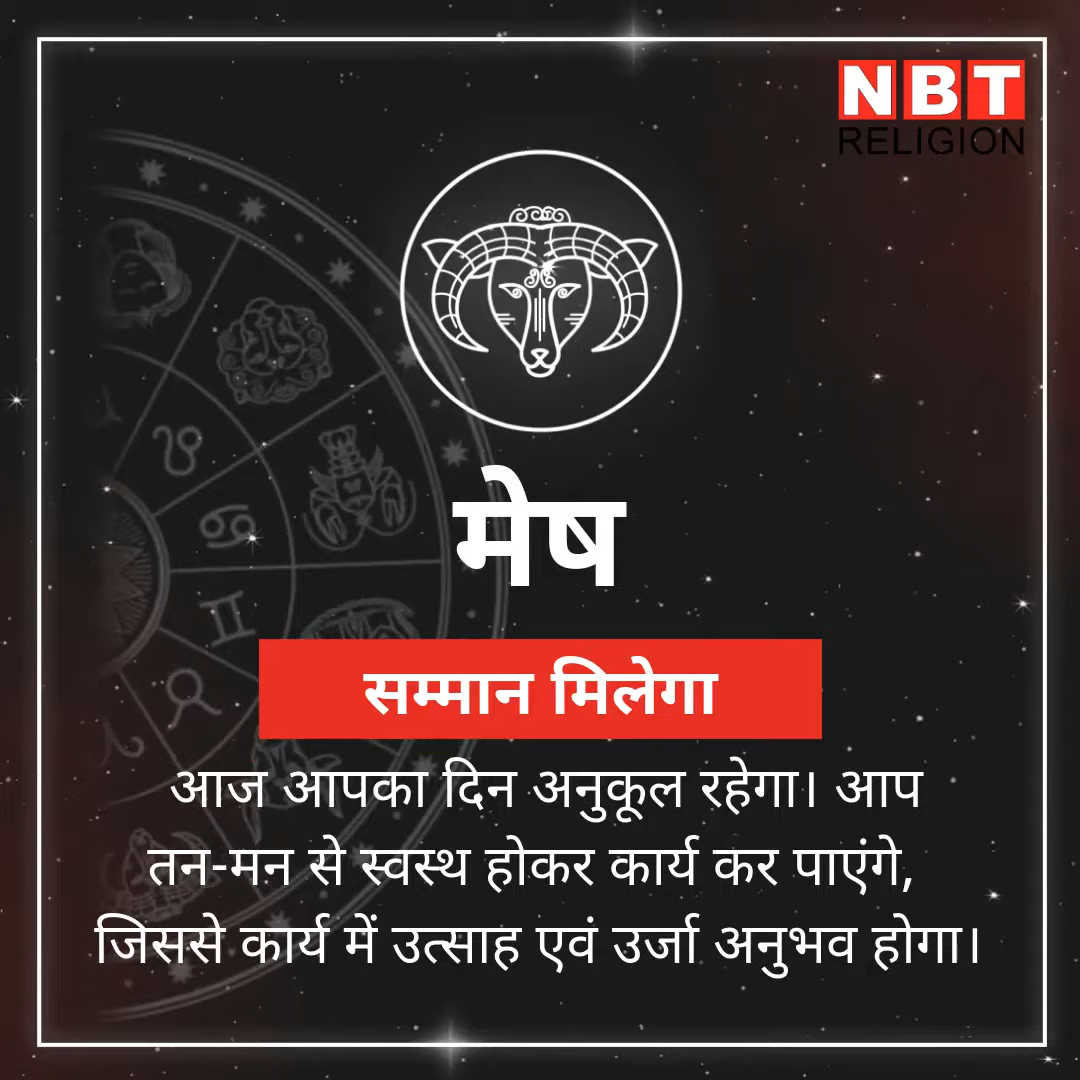 NBT
RELIGION
मेष
सम्मान मिलेगा
आज आपका दिन अनुकूल रहेगा। आप
तन-मन से स्वस्थ होकर कार्य कर पाएंगे,
जिससे कार्य में उत्साह एवं उर्जा अनुभव होगा।